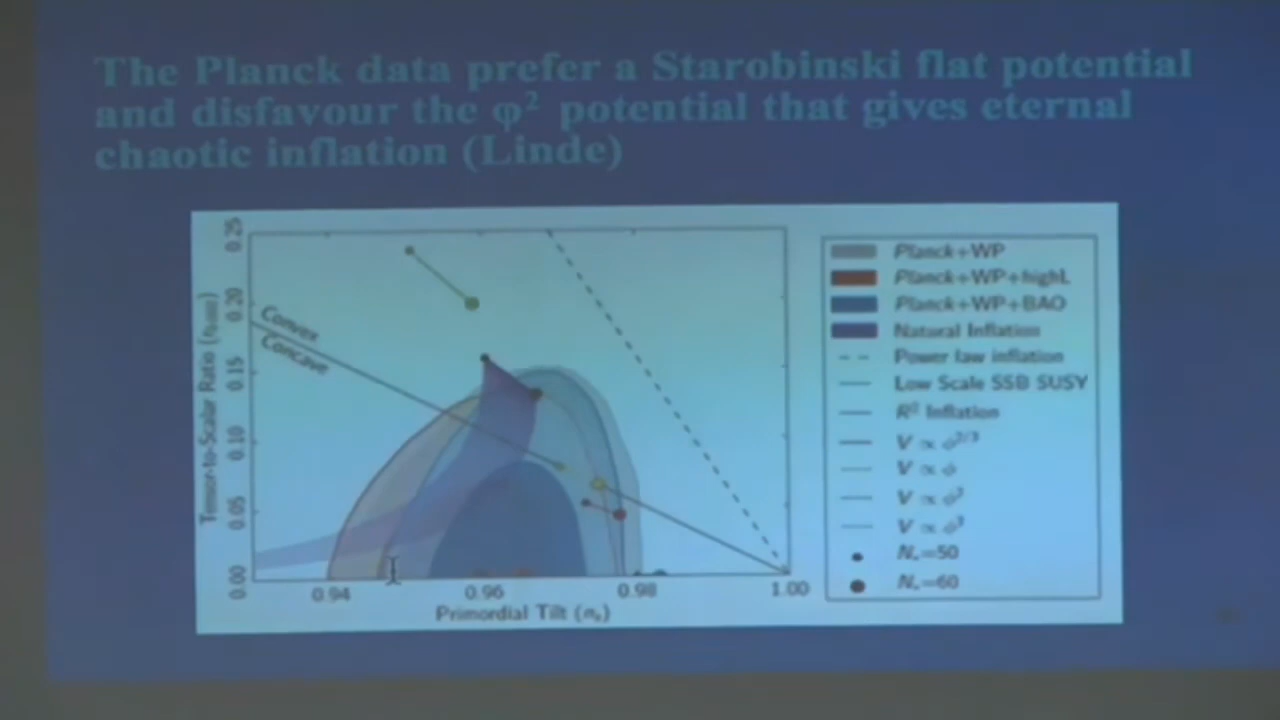 The Planck data prefer a Starobinski flat potential
and disfavour the φ² potential that gives eternal
chaotic inflation (Linde)
0.25
0.20
0.15
0.10
0.05
0.00
Tensor-to-Scalar Ratio
Convex
Concave
0.94
0.96
0.98
1.00
Primordial Tilt (nₛ)
Planck+WP
Planck+WP+highL
Planck+WP+BAO
Natural Inflation
Power law inflation
Low Scale SSB SUSY
R² Inflation
V ∝ φ²ᐟ³
V ∝ φ
V ∝ φ²
V ∝ φ³
N*=50
N*=60